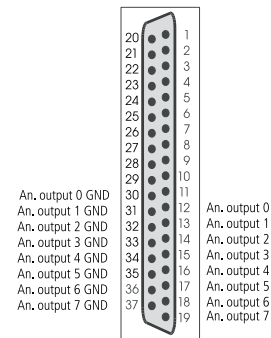 20 1
21 2
22 3
23 4
24 5
25 6
26 7
27 8
28 9
29 10
An. output 0 GND 30 11
An. output 1 GND 31 12 An. output 0
An. output 2 GND 32 13 An. output 1
An. output 3 GND 33 14 An. output 2
An. output 4 GND 34 15 An. output 3
An. output 5 GND 35 16 An. output 4
An. output 6 GND 36 17 An. output 5
An. output 7 GND 37 18 An. output 6
19 An. output 7